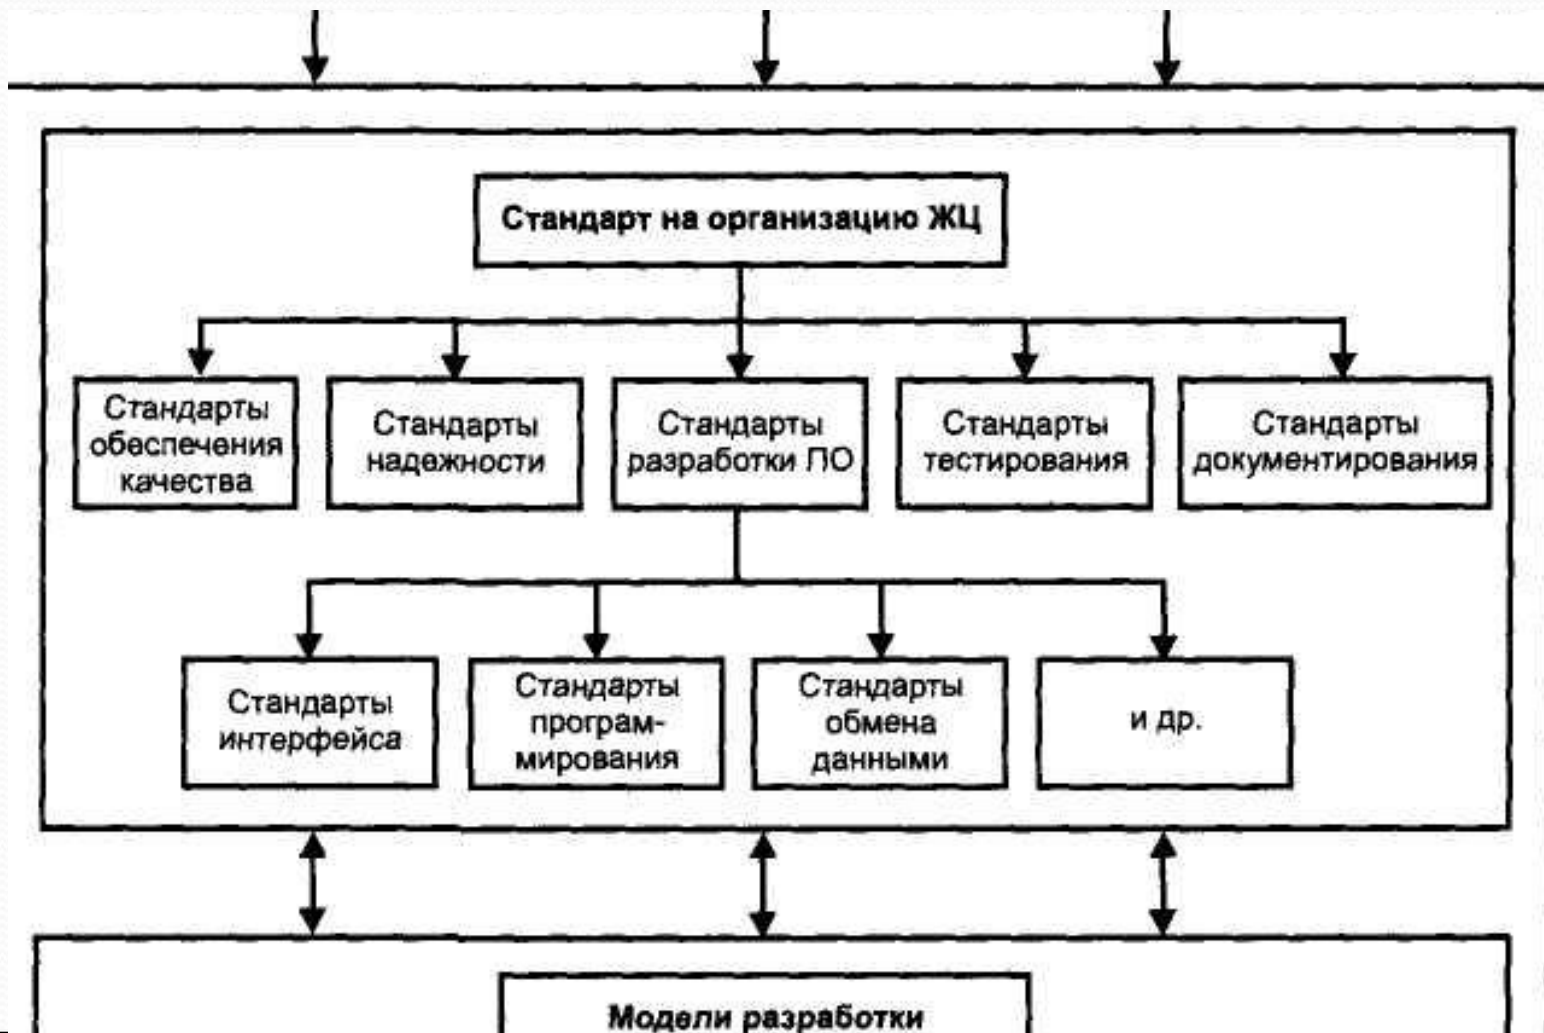 Стандарт на организацию ЖЦ
Стандарты
обеспечения
качества
Стандарты
надежности
Стандарты
разработки ПО
Стандарты
тестирования
Стандарты
документирования
Стандарты
интерфейса
Стандарты
програм-
мирования
Стандарты
обмена
данными
и др.
Модели разработки